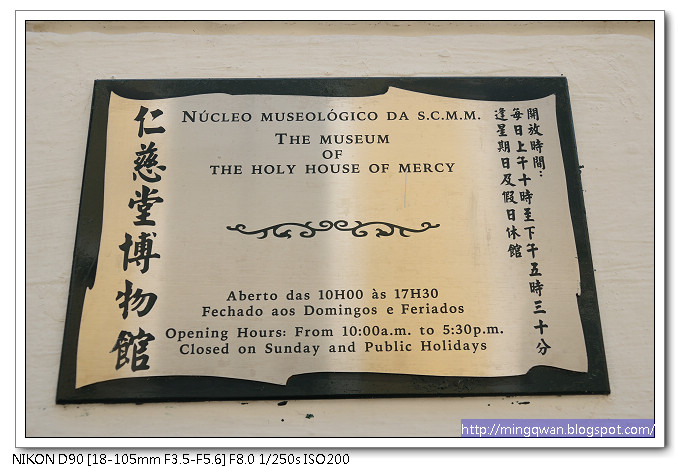 仁慈堂博物館
NÚCLEO MUSEOLÓGICO DA S.C.M.M.
THE MUSEUM
OF
THE HOLY HOUSE OF MERCY
Aberto das 10H00 às 17H30
Fechado aos Domingos e Feriados
Opening Hours: From 10:00a.m. to 5:30p.m.
Closed on Sunday and Public Holidays
開放時間：
每日上午十時至下午五時三十分
逢星期日及假日休館
http://mingqwan.blogspot.com/
NIKON D90 [18-105mm F3.5-F5.6] F8.0 1/250s ISO200